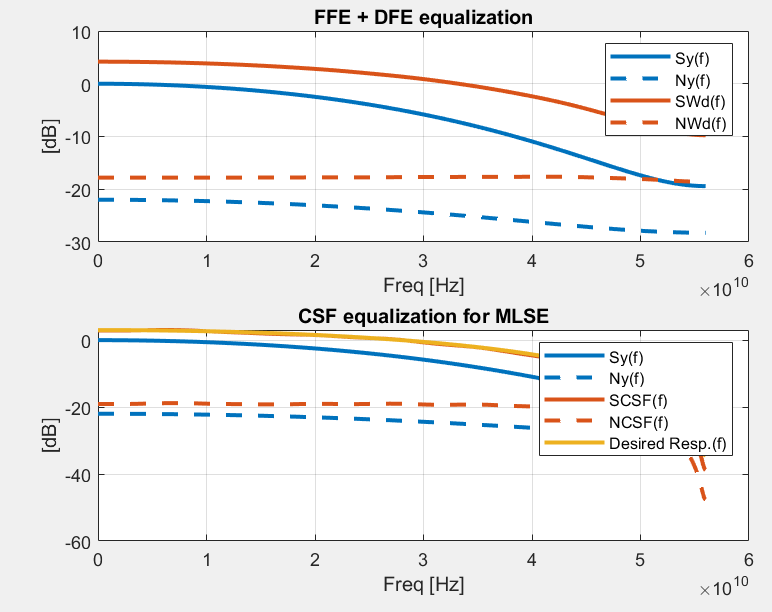 FFE + DFE equalization
10
0
-10
-20
-30
[dB]
Sy(f)
Ny(f)
SWd(f)
NWd(f)
0 1 2 3 4 5 6
Freq [Hz]
×10^10
CSF equalization for MLSE
0
-20
-40
-60
[dB]
Sy(f)
Ny(f)
SCSF(f)
NCSF(f)
Desired Resp.(f)
0 1 2 3 4 5 6
Freq [Hz]
×10^10